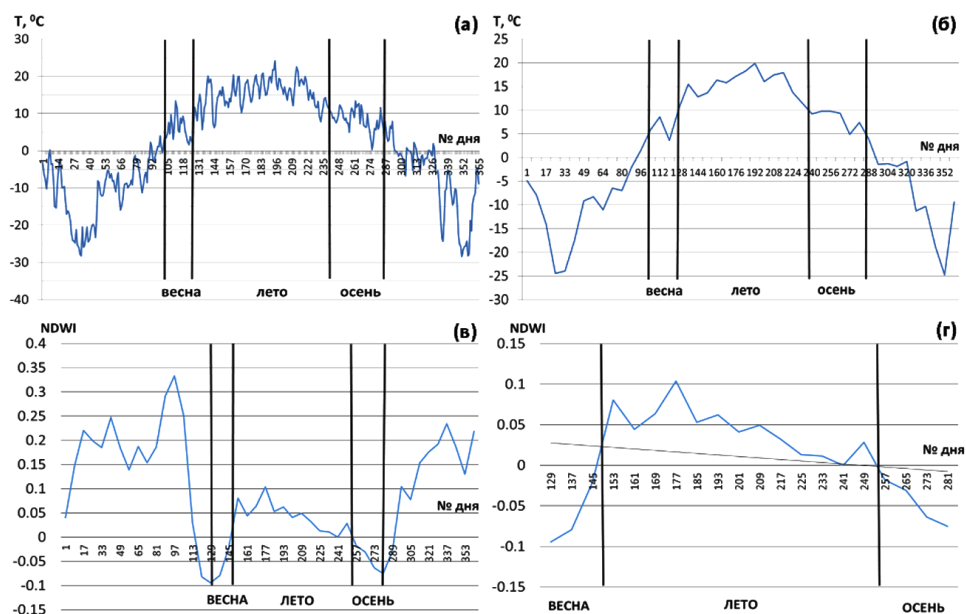 T, ⁰C
(а)
30
20
10
0
-10
-20
-30
-40
№ дня
1 14 27 40 53 66 79 92 105 118 131 144 157 170 183 196 209 222 235 248 261 274 287 300 313 326 339 352 365
весна лето осень
T, ⁰C
(б)
25
20
15
10
5
0
-5
-10
-15
-20
-25
-30
№ дня
1 17 33 49 64 80 96 112 128 144 160 176 192 208 224 240 256 272 288 304 320 336 352
весна лето осень
NDWI
(в)
0.4
0.35
0.3
0.25
0.2
0.15
0.1
0.05
0
-0.05
-0.1
-0.15
№ дня
1 17 33 49 65 81 97 113 129 145 161 177 193 209 225 241 257 273 289 305 321 337 353
ВЕСНА ЛЕТО ОСЕНЬ
NDWI
(г)
0.15
0.1
0.05
0
-0.05
-0.1
-0.15
№ дня
129 137 145 153 161 169 177 185 193 201 209 217 225 233 241 249 257 265 273 281
ВЕСНА ЛЕТО ОСЕНЬ